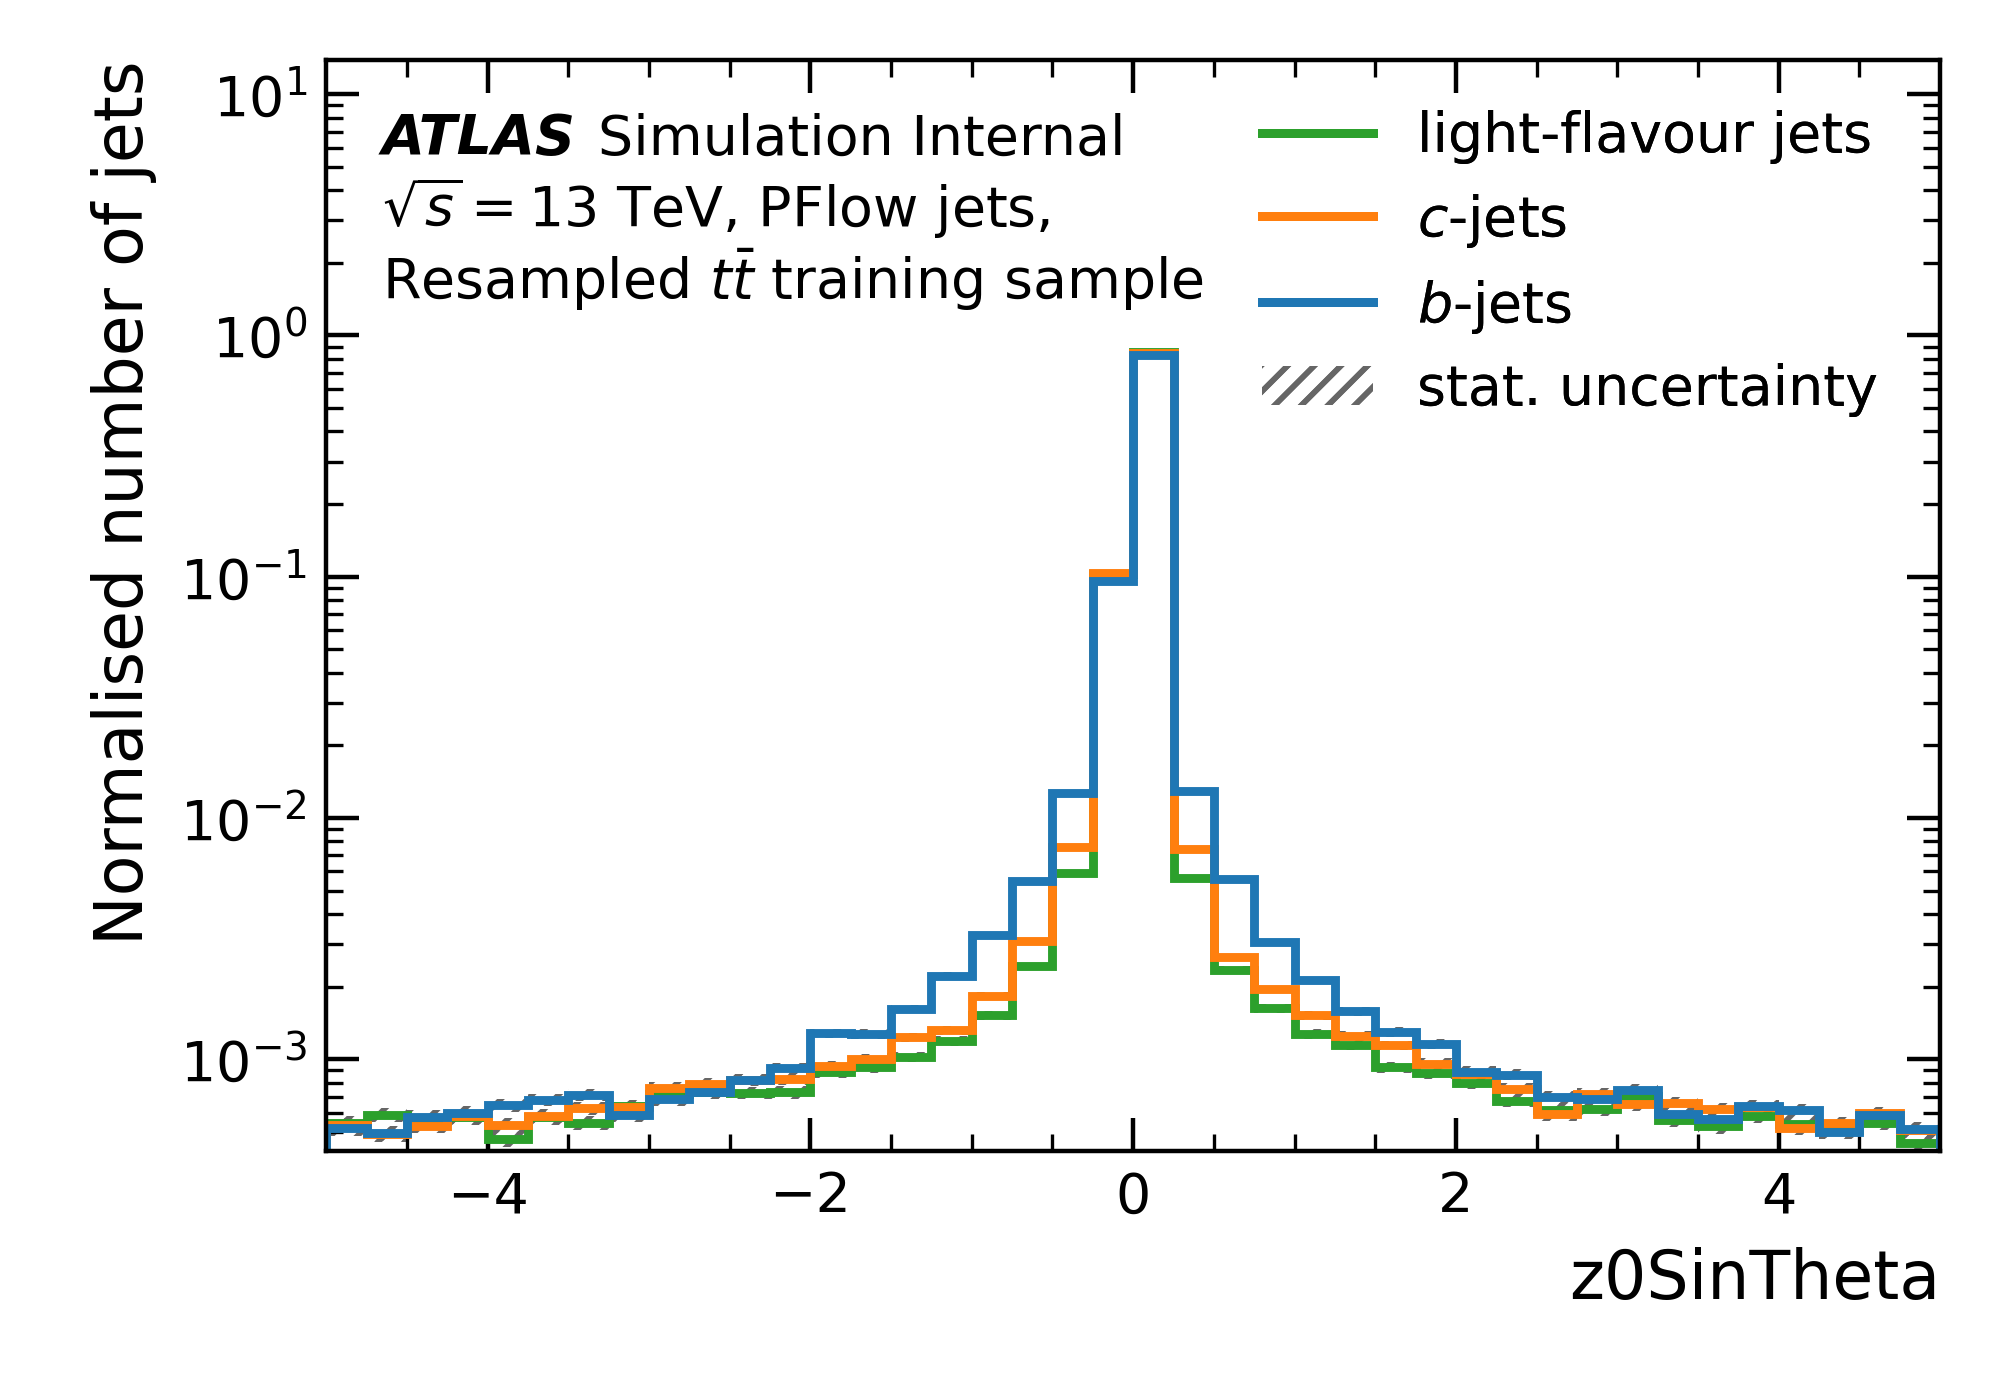 Normalised number of jets
10¹
10⁰
10⁻¹
10⁻²
10⁻³
ATLAS Simulation Internal
√s = 13 TeV, PFlow jets,
Resampled tt̄ training sample
light-flavour jets
c-jets
b-jets
stat. uncertainty
−4 −2 0 2 4
z0SinTheta